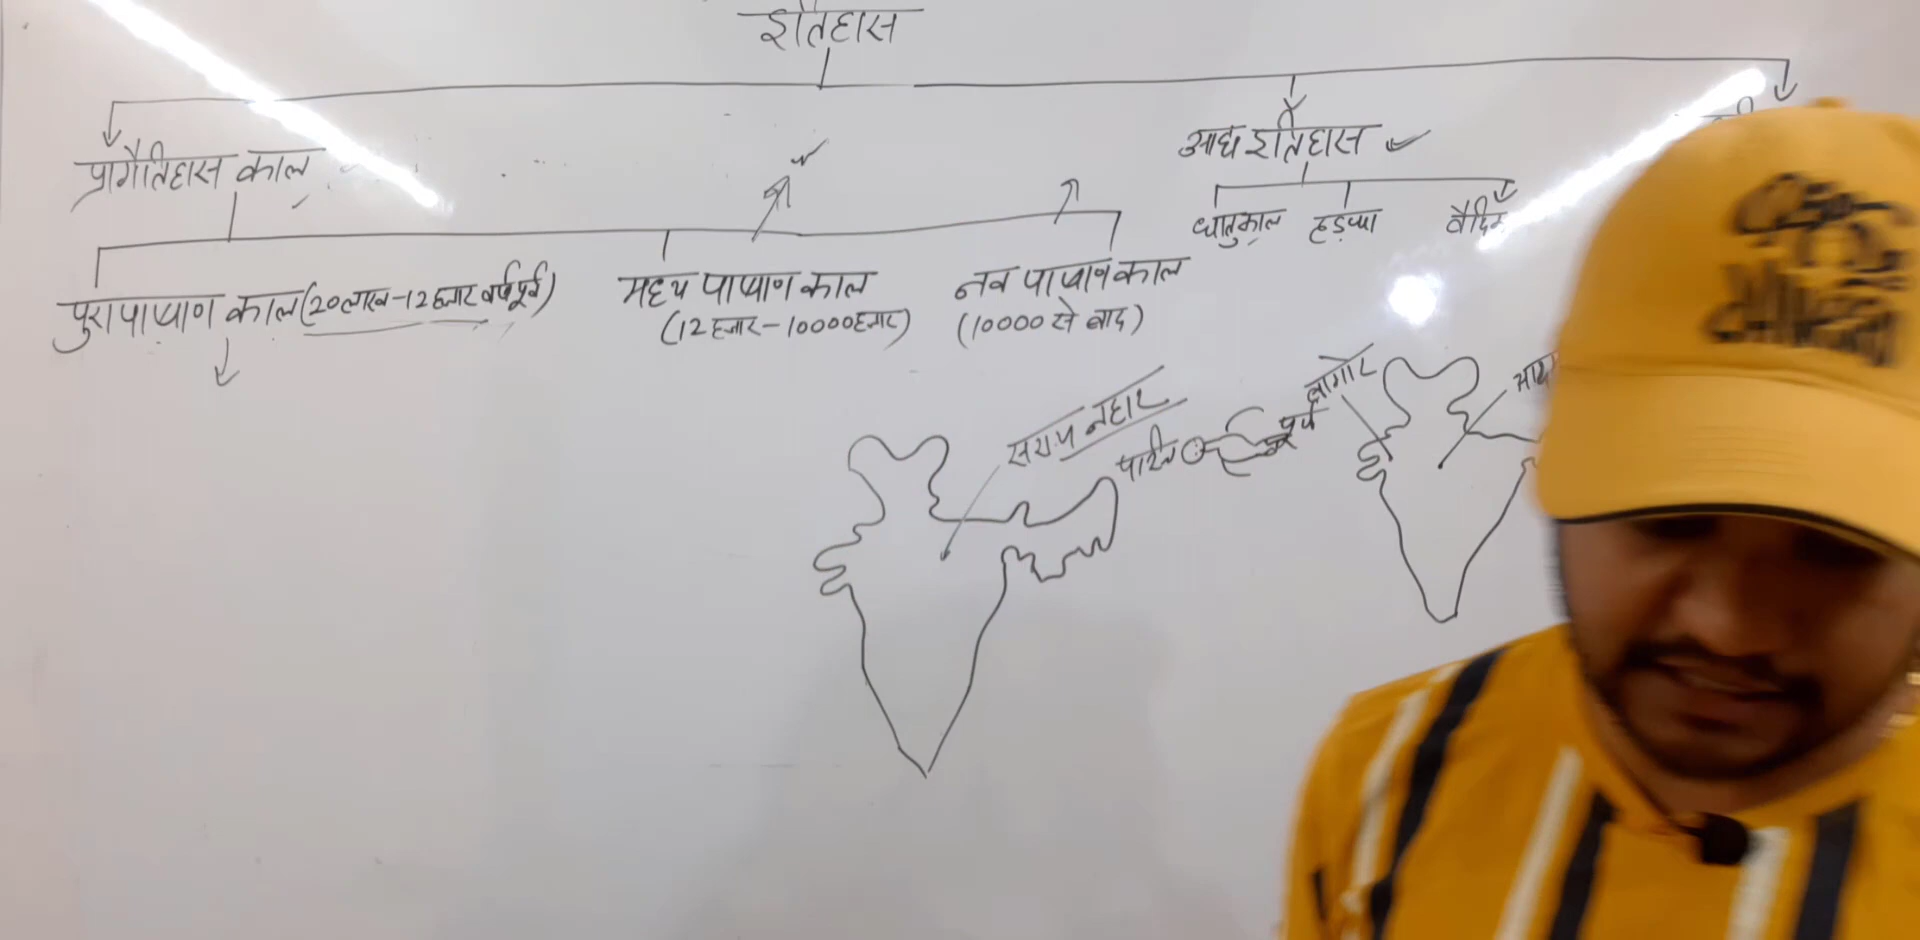 इतिहास
प्रागैतिहास काल
आद्य इतिहास
धातुकाल हड़प्पा
पुरापाषाण काल (20 लाख-12 हजार वर्ष पूर्व)
मध्य पाषाण काल
(12 हजार-10000 हजार)
नव पाषाण काल
(10000 से बाद)
सराय नहार
बागोर